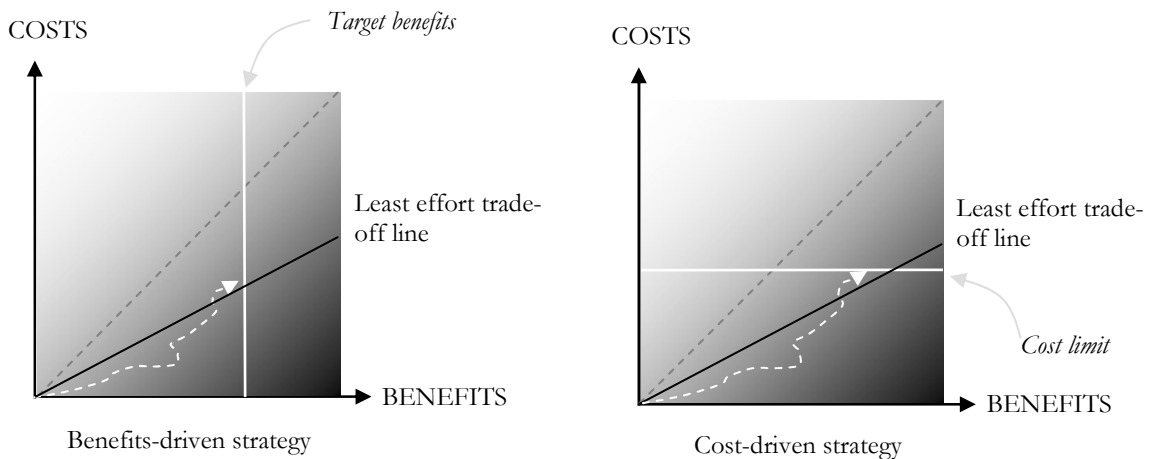 Target benefits
COSTS
Least effort trade-
off line
BENEFITS
Benefits-driven strategy
COSTS
Least effort trade-
off line
Cost limit
BENEFITS
Cost-driven strategy